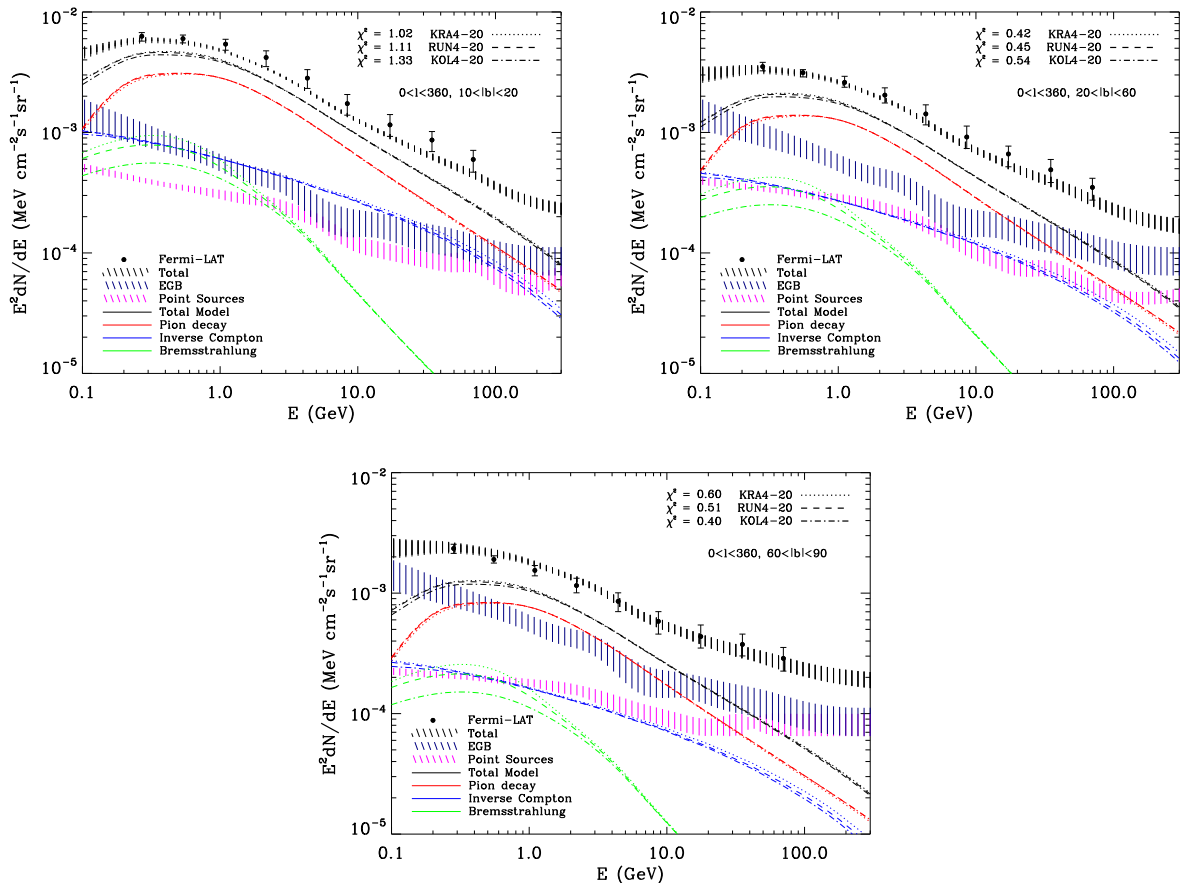 10⁻²
10⁻³
10⁻⁴
10⁻⁵
E²dN/dE (MeV cm⁻²s⁻¹sr⁻¹)
χ² = 1.02 KRA4-20
χ² = 1.11 RUN4-20
χ² = 1.33 KOL4-20
0<l<360, 10<|b|<20
Fermi-LAT
Total
EGB
Point Sources
Total Model
Pion decay
Inverse Compton
Bremsstrahlung
0.1 1.0 10.0 100.0
E (GeV)
10⁻²
10⁻³
10⁻⁴
10⁻⁵
E²dN/dE (MeV cm⁻²s⁻¹sr⁻¹)
χ² = 0.42 KRA4-20
χ² = 0.45 RUN4-20
χ² = 0.54 KOL4-20
0<l<360, 20<|b|<60
Fermi-LAT
Total
EGB
Point Sources
Total Model
Pion decay
Inverse Compton
Bremsstrahlung
0.1 1.0 10.0 100.0
E (GeV)
10⁻²
10⁻³
10⁻⁴
10⁻⁵
E²dN/dE (MeV cm⁻²s⁻¹sr⁻¹)
χ² = 0.60 KRA4-20
χ² = 0.51 RUN4-20
χ² = 0.40 KOL4-20
0<l<360, 60<|b|<90
Fermi-LAT
Total
EGB
Point Sources
Total Model
Pion decay
Inverse Compton
Bremsstrahlung
0.1 1.0 10.0 100.0
E (GeV)